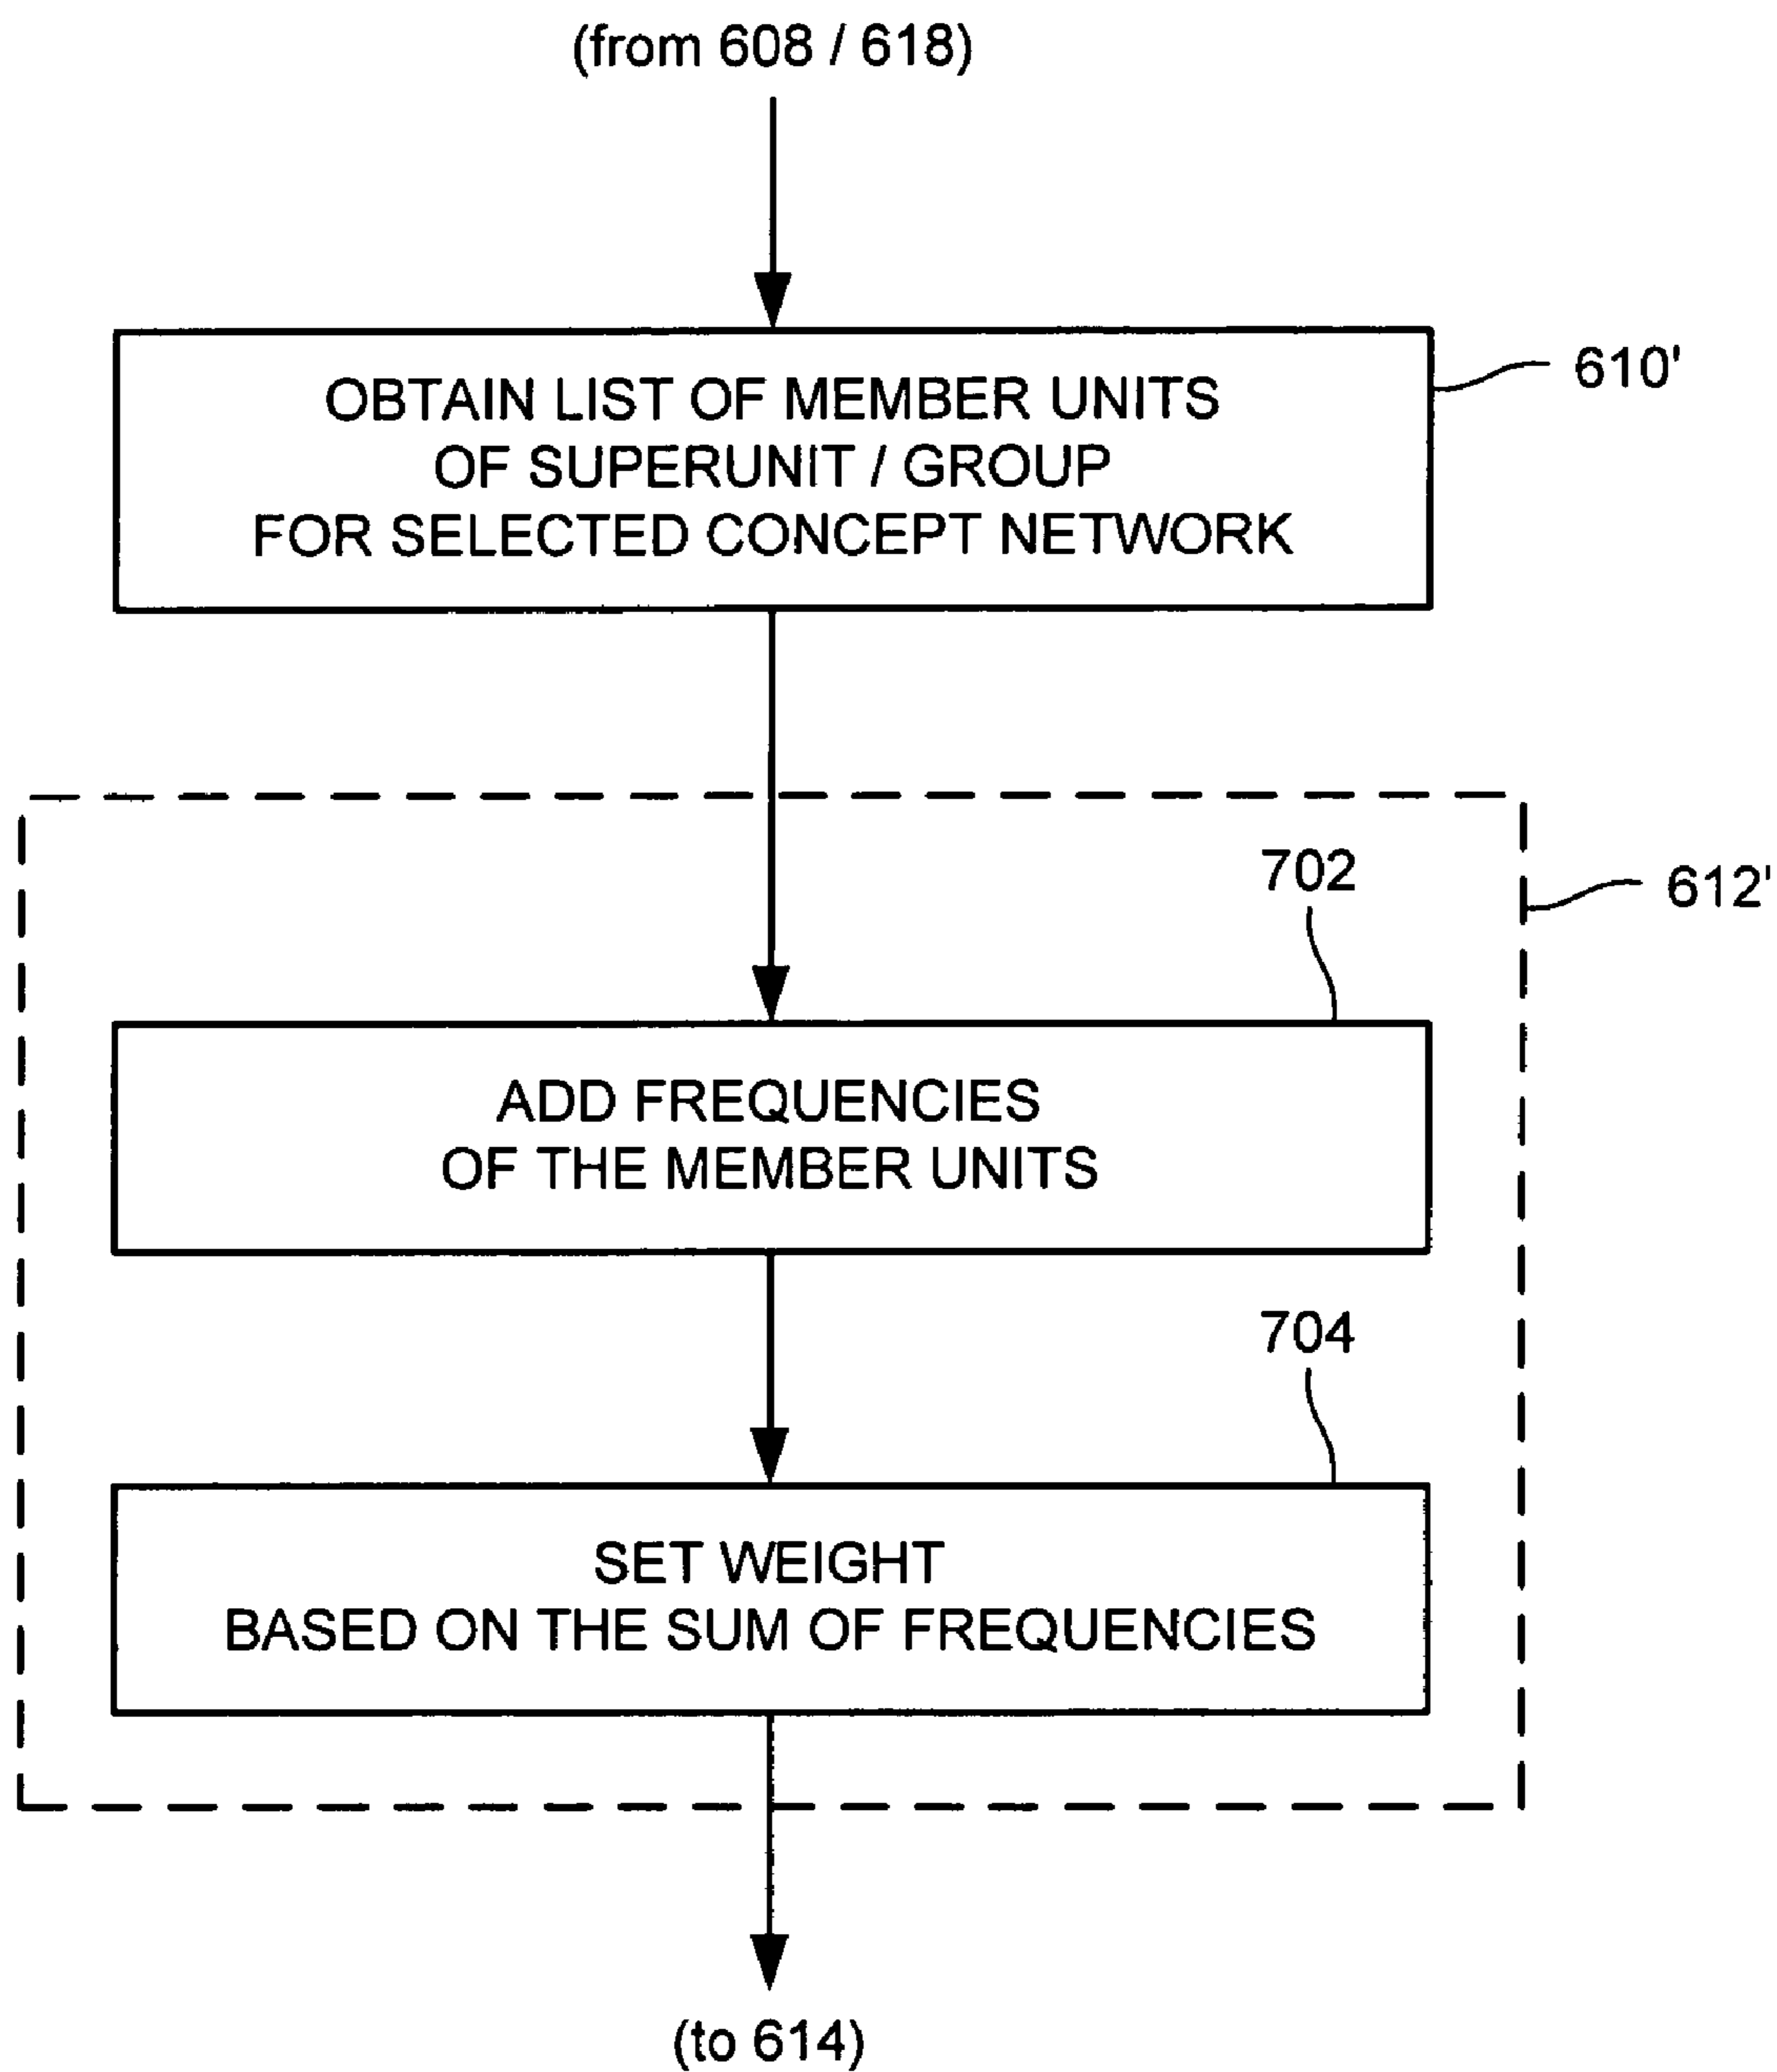 (from 608 / 618)
OBTAIN LIST OF MEMBER UNITS
OF SUPERUNIT / GROUP
FOR SELECTED CONCEPT NETWORK
610'
612'
702
ADD FREQUENCIES
OF THE MEMBER UNITS
704
SET WEIGHT
BASED ON THE SUM OF FREQUENCIES
(to 614)